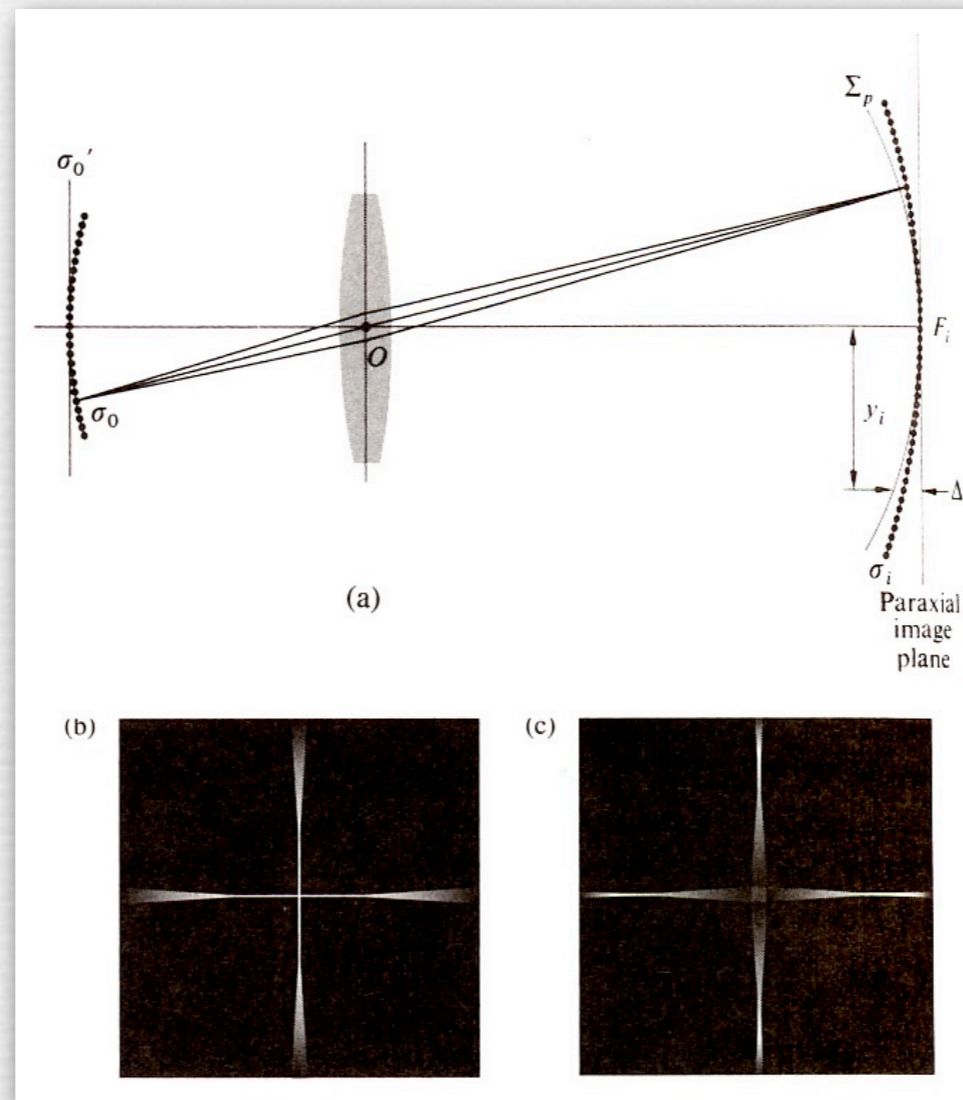 Σp
σ0′
σ0
O
Fi
yi
Δ
σi
Paraxial
image
plane
(a)
(b)
(c)